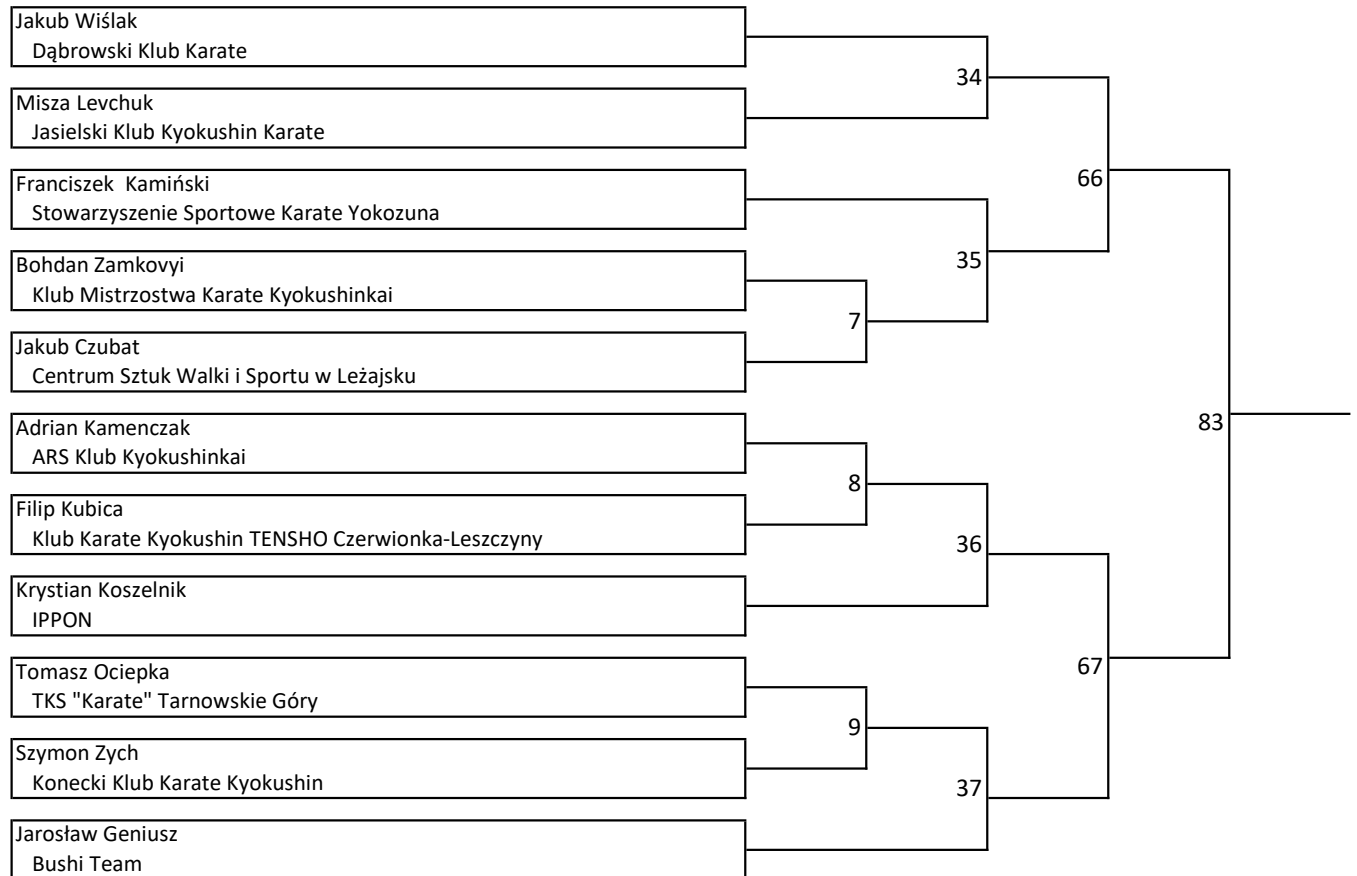 Jakub Wiślak
Dąbrowski Klub Karate
34
Misza Levchuk
Jasielski Klub Kyokushin Karate
66
Franciszek  Kamiński
Stowarzyszenie Sportowe Karate Yokozuna
35
Bohdan Zamkovyi
Klub Mistrzostwa Karate Kyokushinkai
7
Jakub Czubat
Centrum Sztuk Walki i Sportu w Leżajsku
83
Adrian Kamenczak
ARS Klub Kyokushinkai
8
Filip Kubica
Klub Karate Kyokushin TENSHO Czerwionka-Leszczyny
36
Krystian Koszelnik
IPPON
67
Tomasz Ociepka
TKS "Karate" Tarnowskie Góry
9
Szymon Zych
Konecki Klub Karate Kyokushin
37
Jarosław Geniusz
Bushi Team